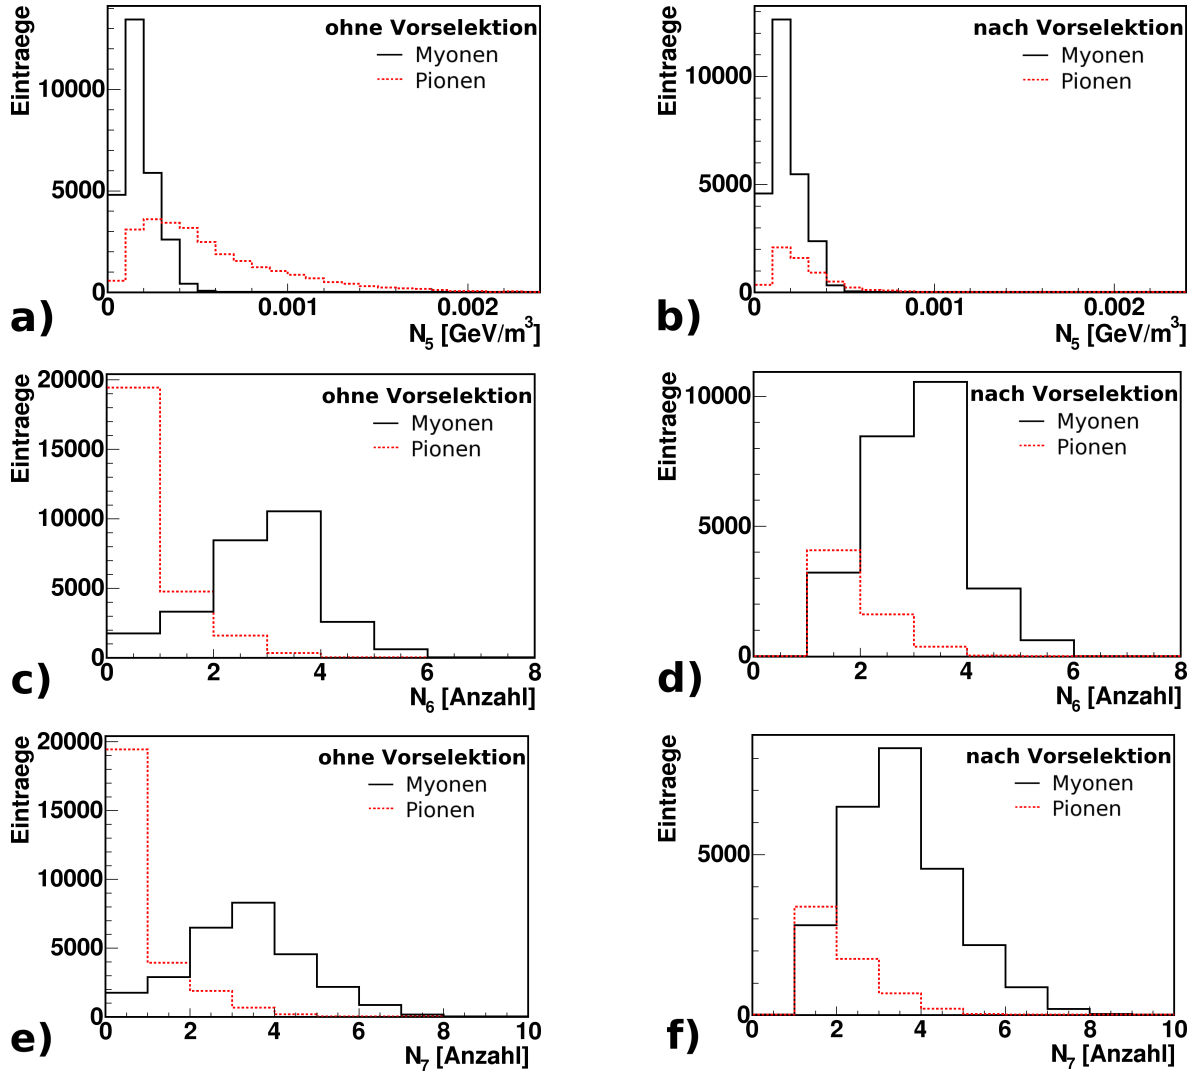 ohne Vorselektion
Myonen
Pionen
Eintraege
10000
5000
0
0
0.001
0.002
N5 [GeV/m3]
a)
nach Vorselektion
Myonen
Pionen
Eintraege
10000
5000
0
0
0.001
0.002
N5 [GeV/m3]
b)
ohne Vorselektion
Myonen
Pionen
Eintraege
20000
15000
10000
5000
0
0
2
4
6
8
N6 [Anzahl]
c)
nach Vorselektion
Myonen
Pionen
Eintraege
10000
5000
0
0
2
4
6
8
N6 [Anzahl]
d)
ohne Vorselektion
Myonen
Pionen
Eintraege
20000
15000
10000
5000
0
0
2
4
6
8
10
N7 [Anzahl]
e)
nach Vorselektion
Myonen
Pionen
Eintraege
5000
0
0
2
4
6
8
10
N7 [Anzahl]
f)